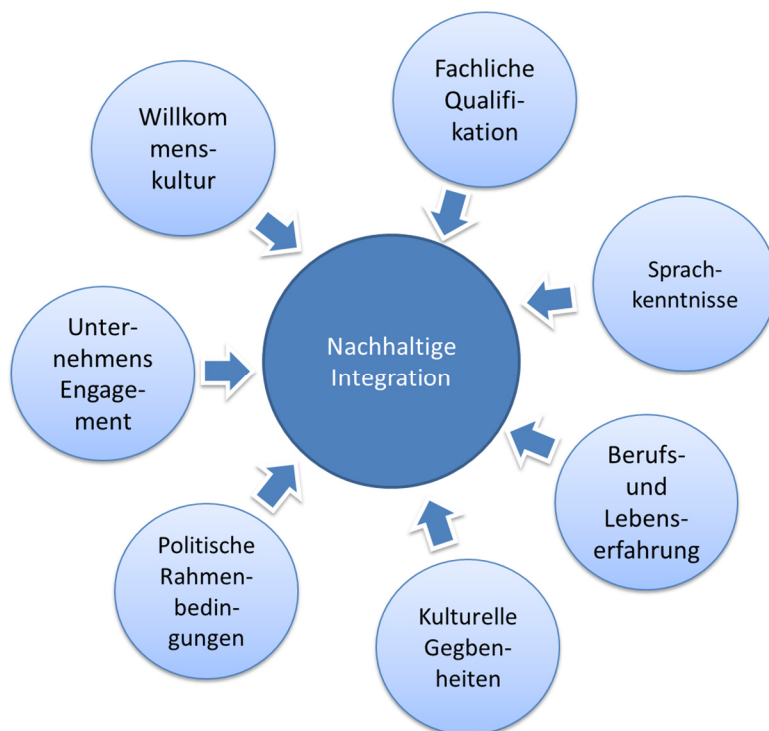 Fachliche
Qualifi-
kation
Willkom
mens-
kultur
Sprach-
kenntnisse
Unter-
nehmens
Engage-
ment
Nachhaltige
Integration
Berufs-
und
Lebens-
erfahrung
Politische
Rahmen-
bedin-
gungen
Kulturelle
Gegben-
heiten